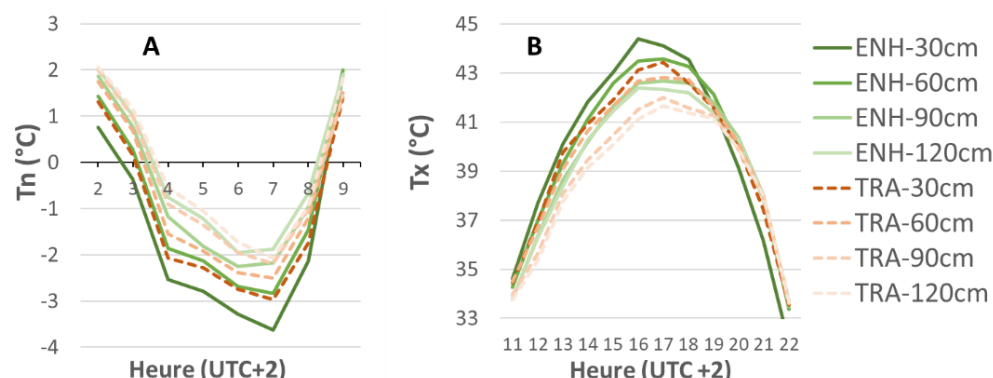 A
Tn (°C)
3
2
1
0
-1
-2
-3
-4
2 3 4 5 6 7 8 9
Heure (UTC+2)
B
Tx (°C)
45
43
41
39
37
35
33
11 12 13 14 15 16 17 18 19 20 21 22
Heure (UTC +2)
ENH-30cm
ENH-60cm
ENH-90cm
ENH-120cm
TRA-30cm
TRA-60cm
TRA-90cm
TRA-120cm